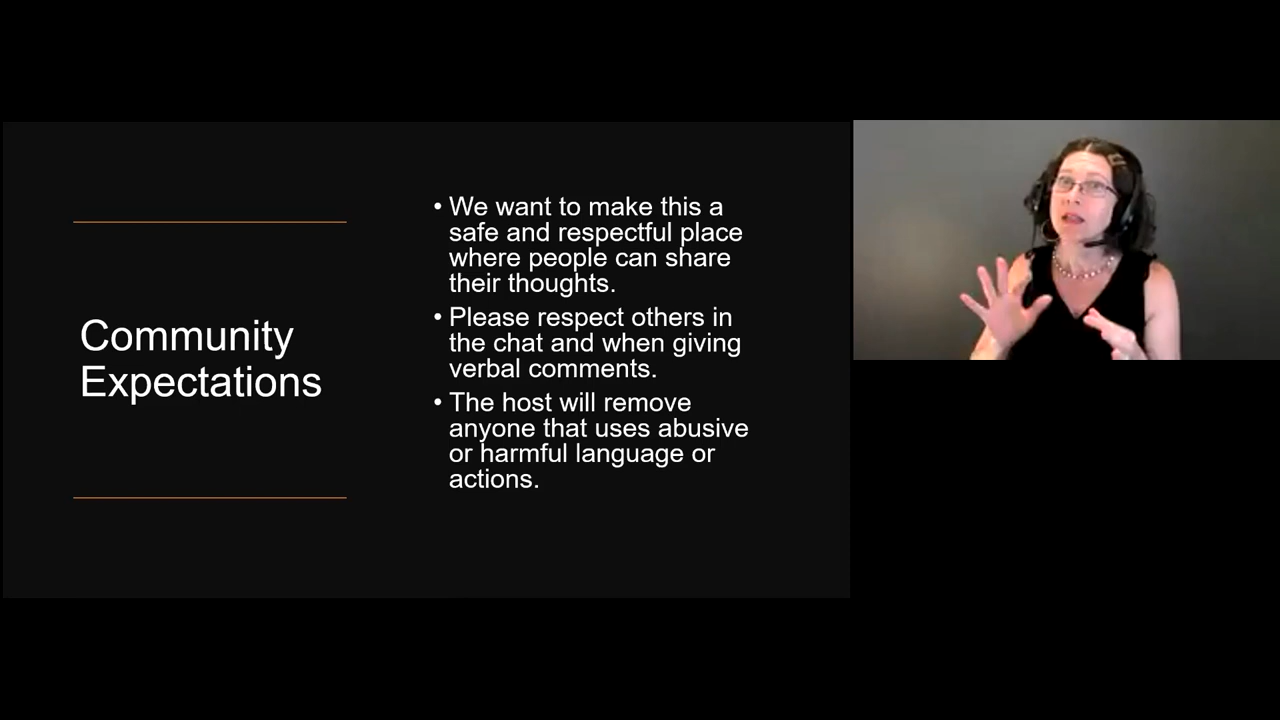 Community
Expectations
• We want to make this a
safe and respectful place
where people can share
their thoughts.
• Please respect others in
the chat and when giving
verbal comments.
• The host will remove
anyone that uses abusive
or harmful language or
actions.